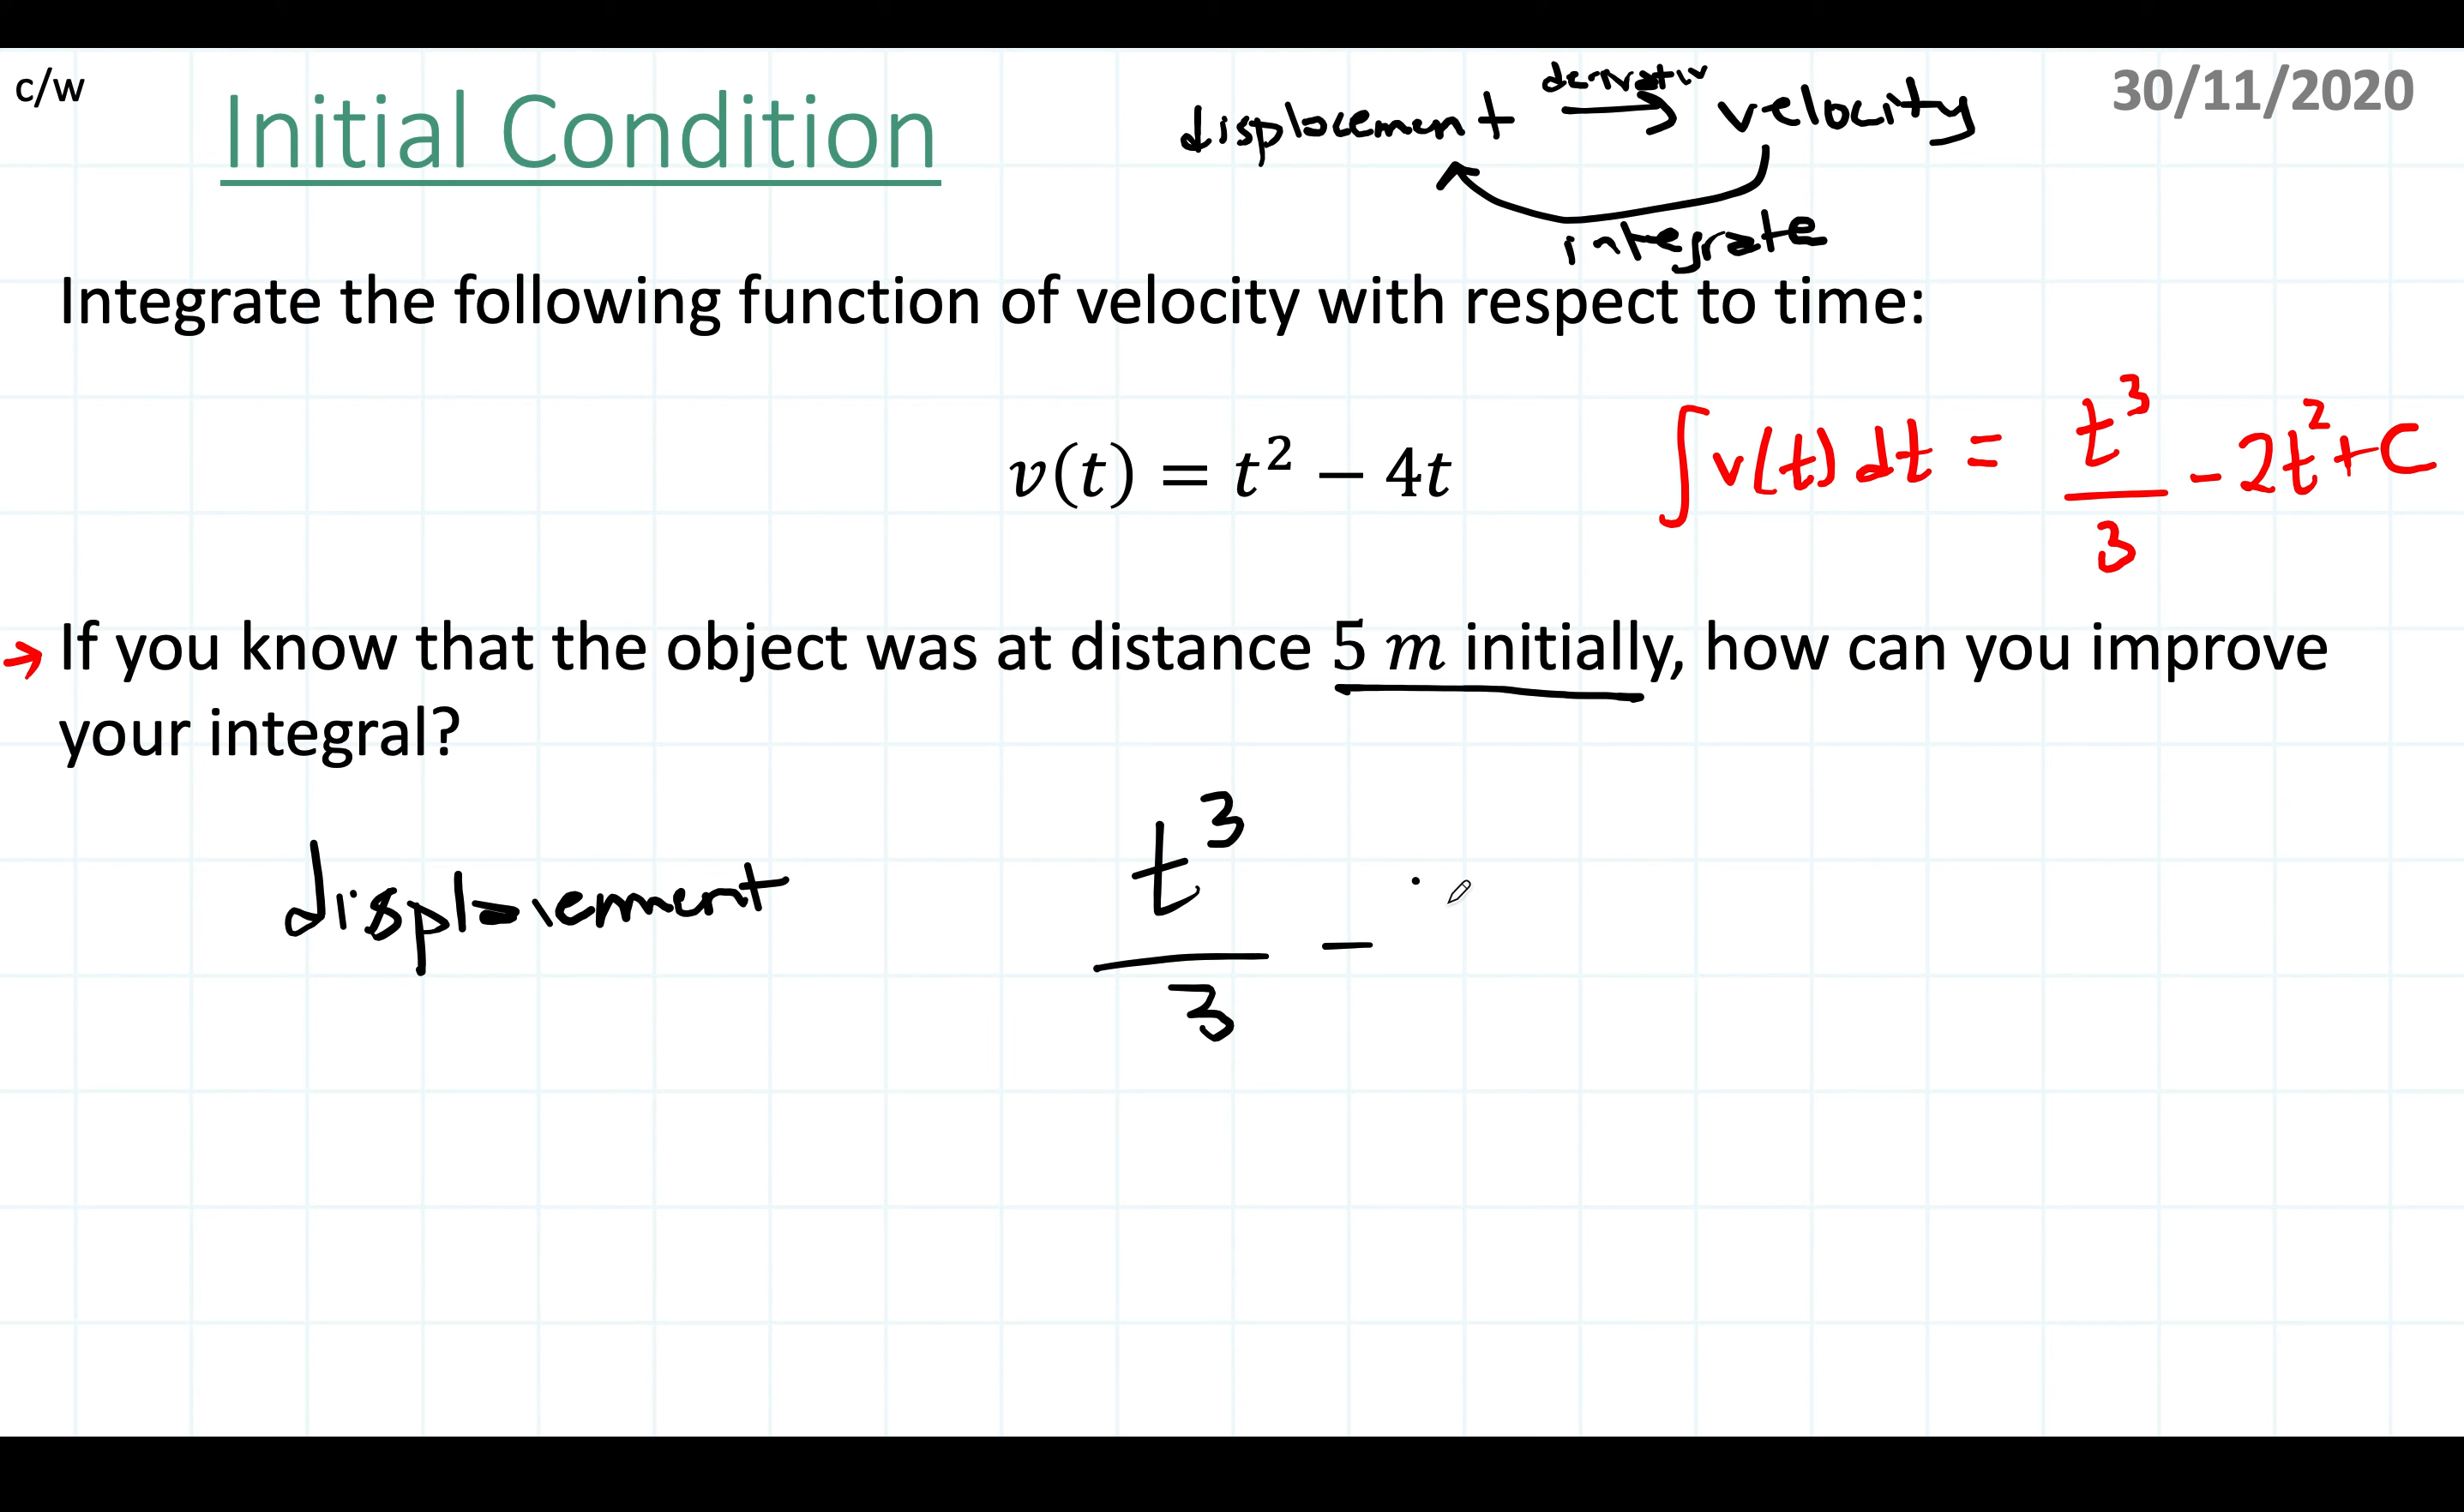 c/w
Initial Condition
displacement derivative → velocity
integrate
30/11/2020
Integrate the following function of velocity with respect to time:
v(t) = t² − 4t
∫v(t)dt = t³/3 - 2t² + C
→ If you know that the object was at distance 5 m initially, how can you improve
your integral?
displacement t³/3 -